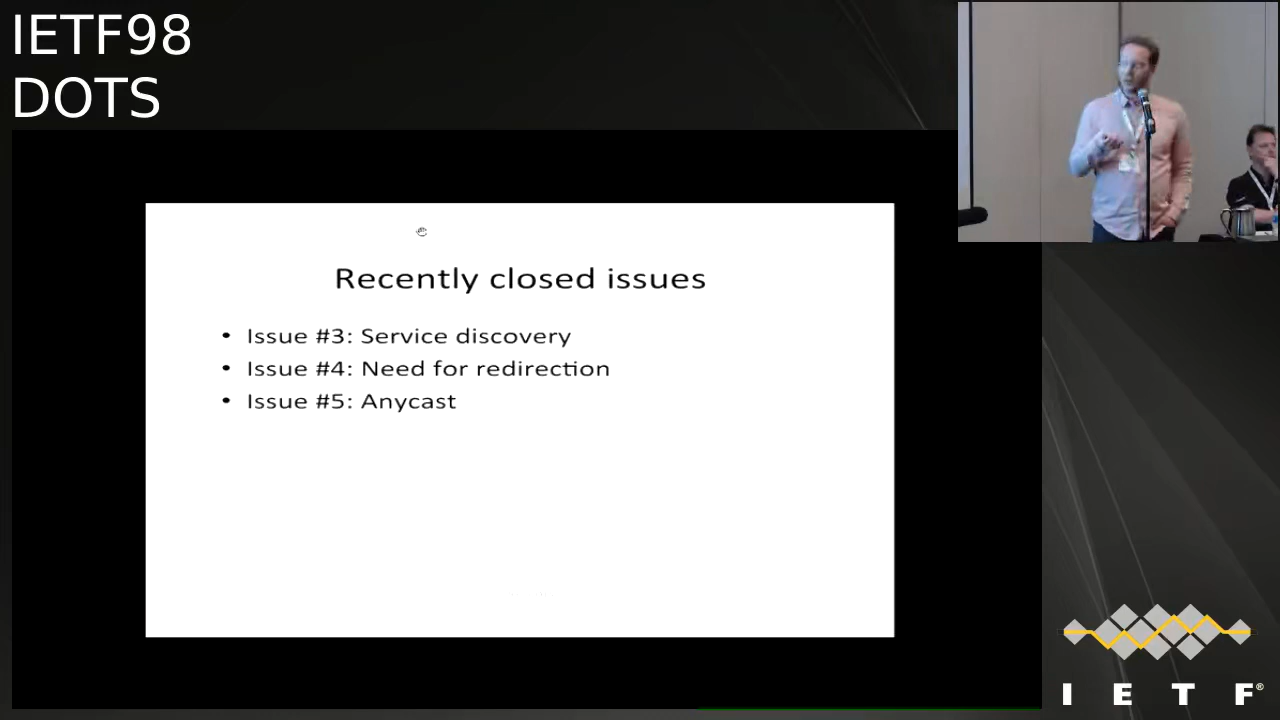 IETF98
DOTS
Recently closed issues
• Issue #3: Service discovery
• Issue #4: Need for redirection
• Issue #5: Anycast
I E T F®